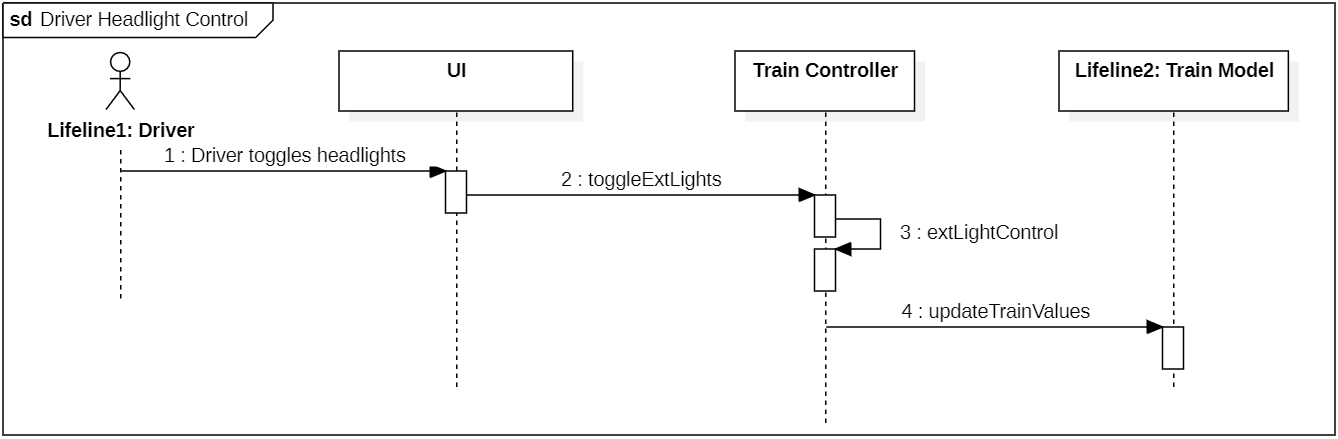 sd Driver Headlight Control
UI
Train Controller
Lifeline2: Train Model
Lifeline1: Driver
1 : Driver toggles headlights
2 : toggleExtLights
3 : extLightControl
4 : updateTrainValues